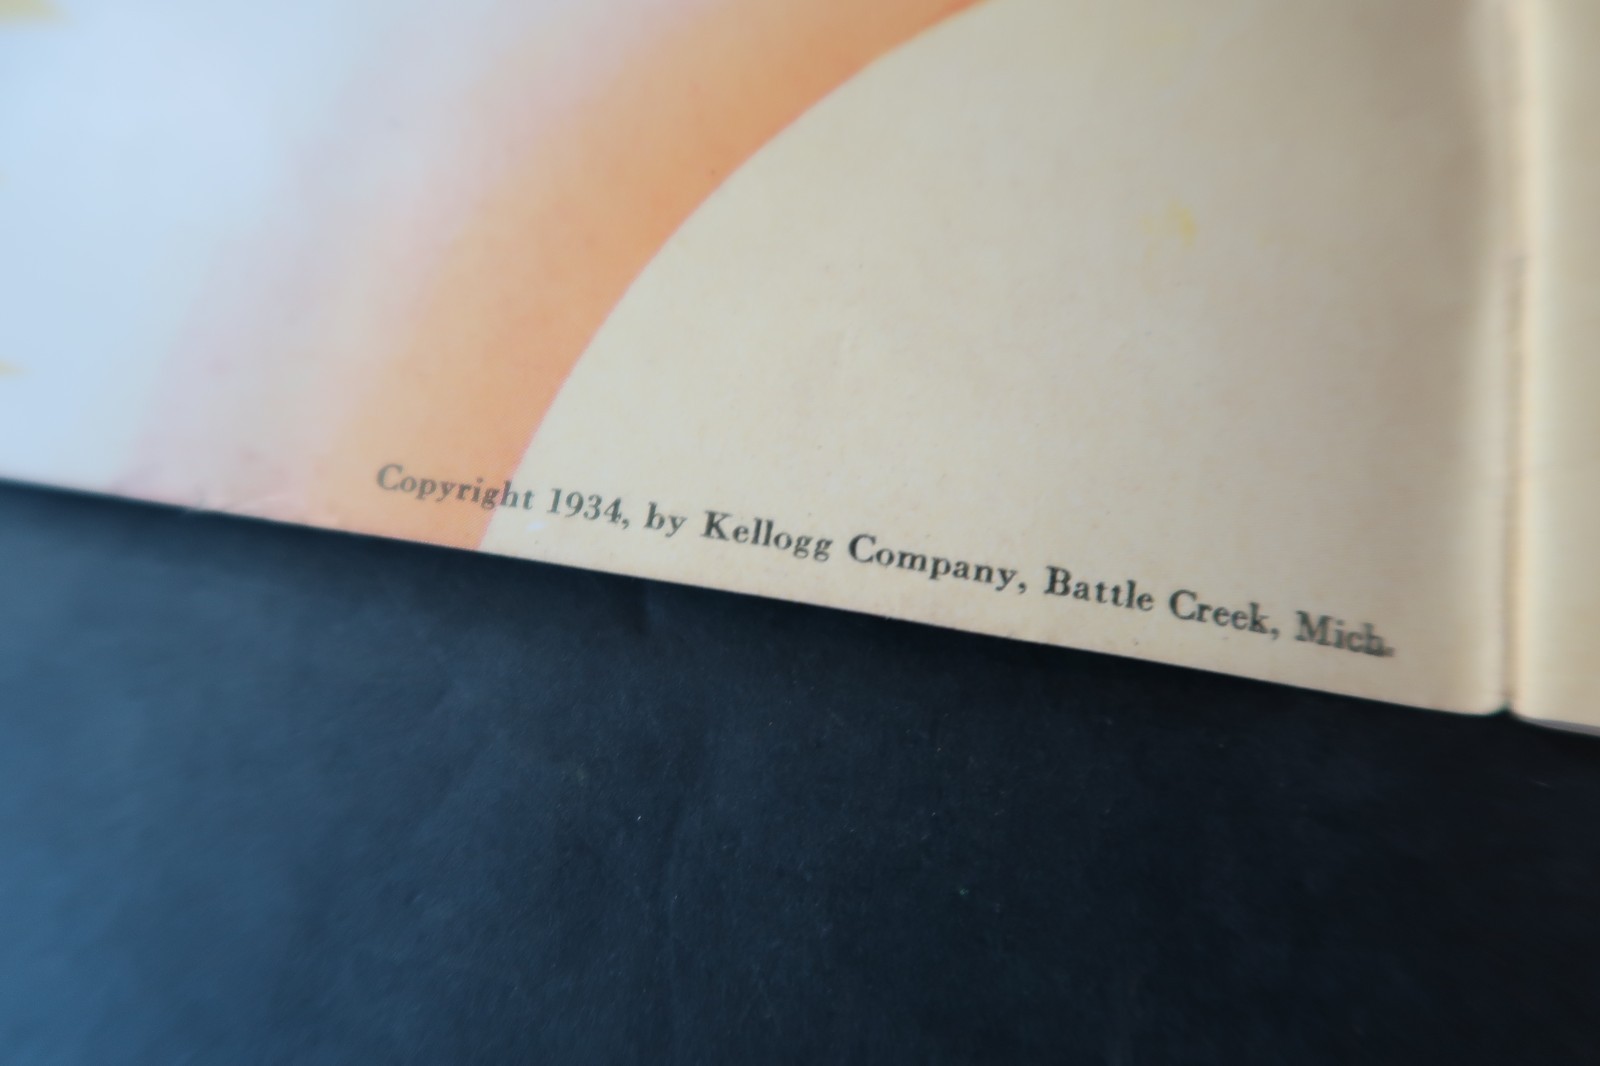 Copyright 1934, by Kellogg Company, Battle Creek, Mich.